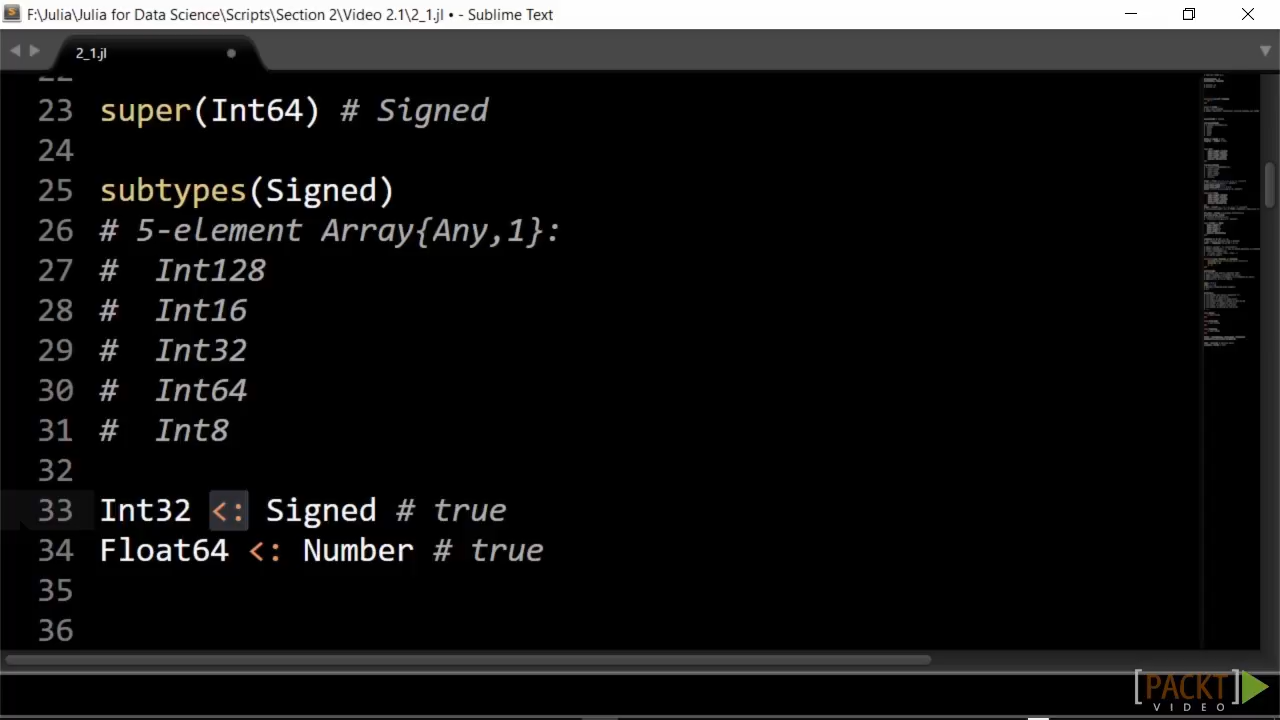 F:\Julia\Julia for Data Science\Scripts\Section 2\Video 2.1\2_1.jl • - Sublime Text
2_1.jl
22
23 super(Int64) # Signed
24
25 subtypes(Signed)
26 # 5-element Array{Any,1}:
27 #  Int128
28 #  Int16
29 #  Int32
30 #  Int64
31 #  Int8
32
33 Int32 <: Signed # true
34 Float64 <: Number # true
35
36
[PACKT]
VIDEO